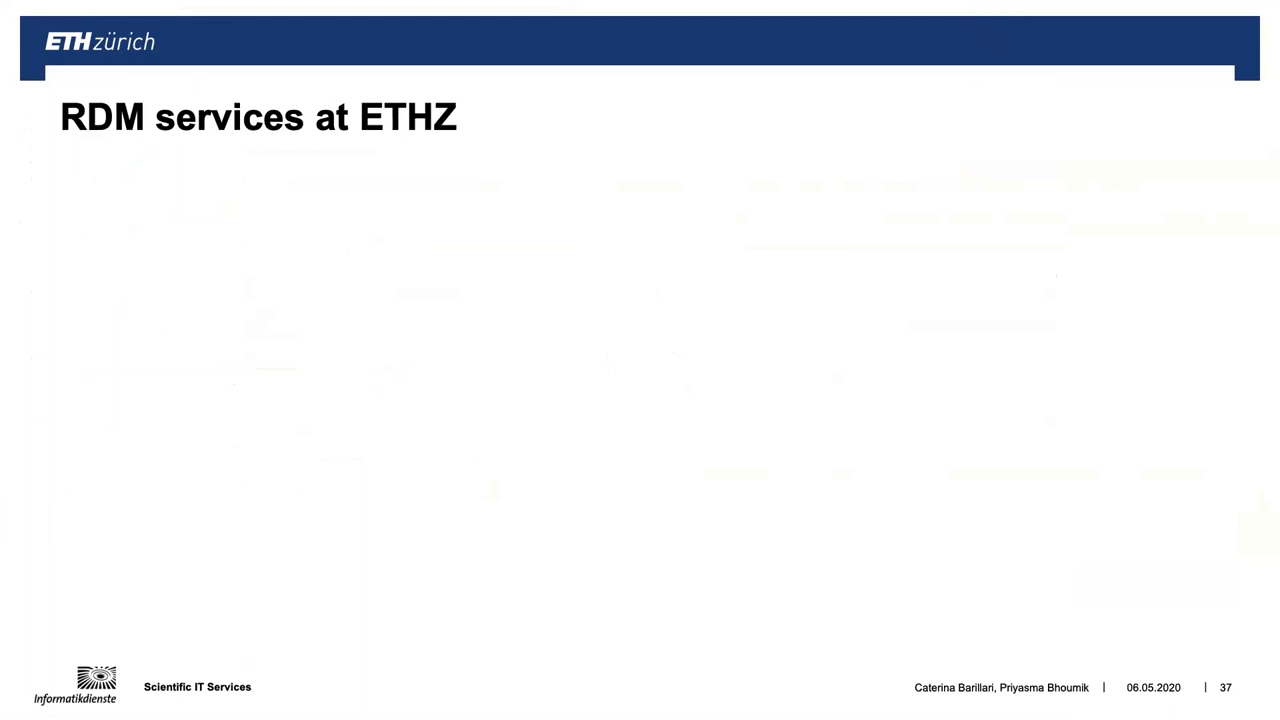 ETH zürich
RDM services at ETHZ
Informatikdienste
Scientific IT Services
Caterina Barillari, Priyasma Bhoumik | 06.05.2020 | 37